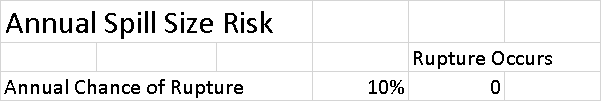 Annual Spill Size Risk
Rupture Occurs
Annual Chance of Rupture 10% 0